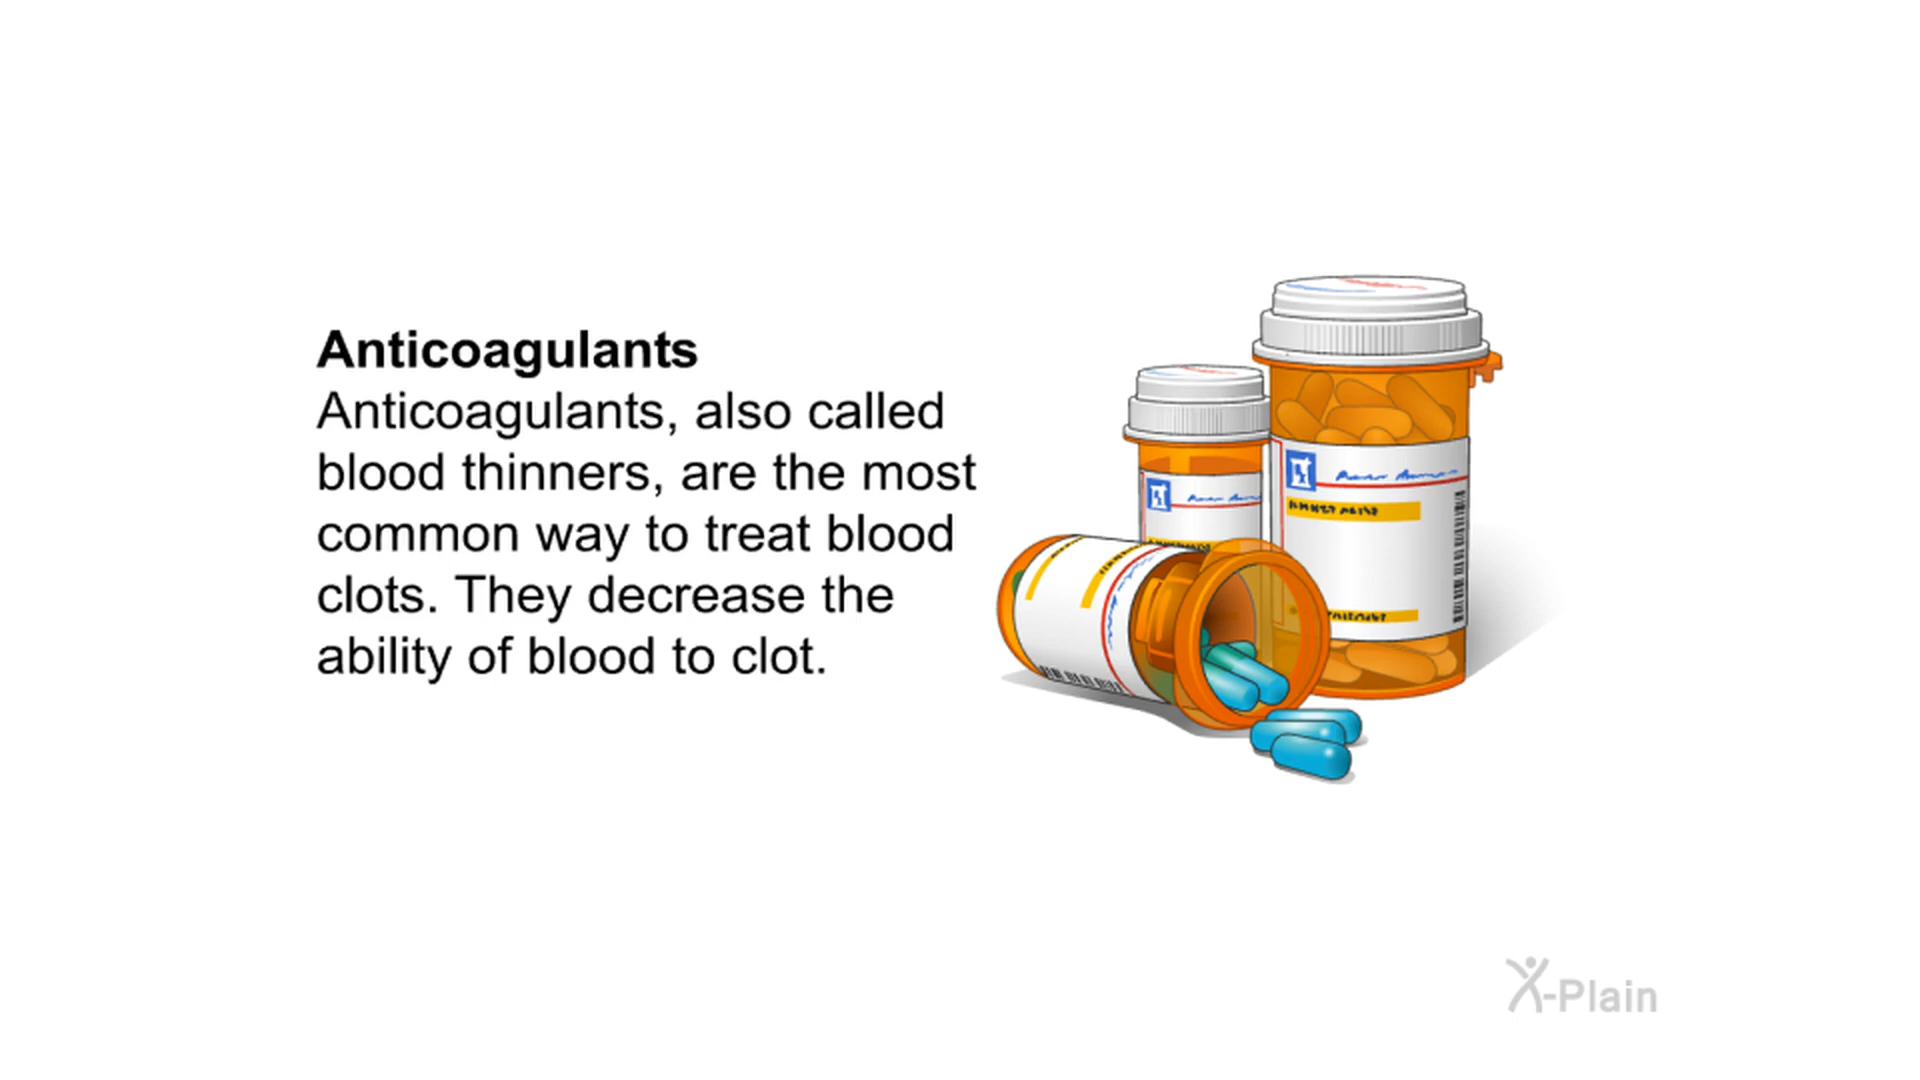 Anticoagulants
Anticoagulants, also called
blood thinners, are the most
common way to treat blood
clots. They decrease the
ability of blood to clot.
X-Plain